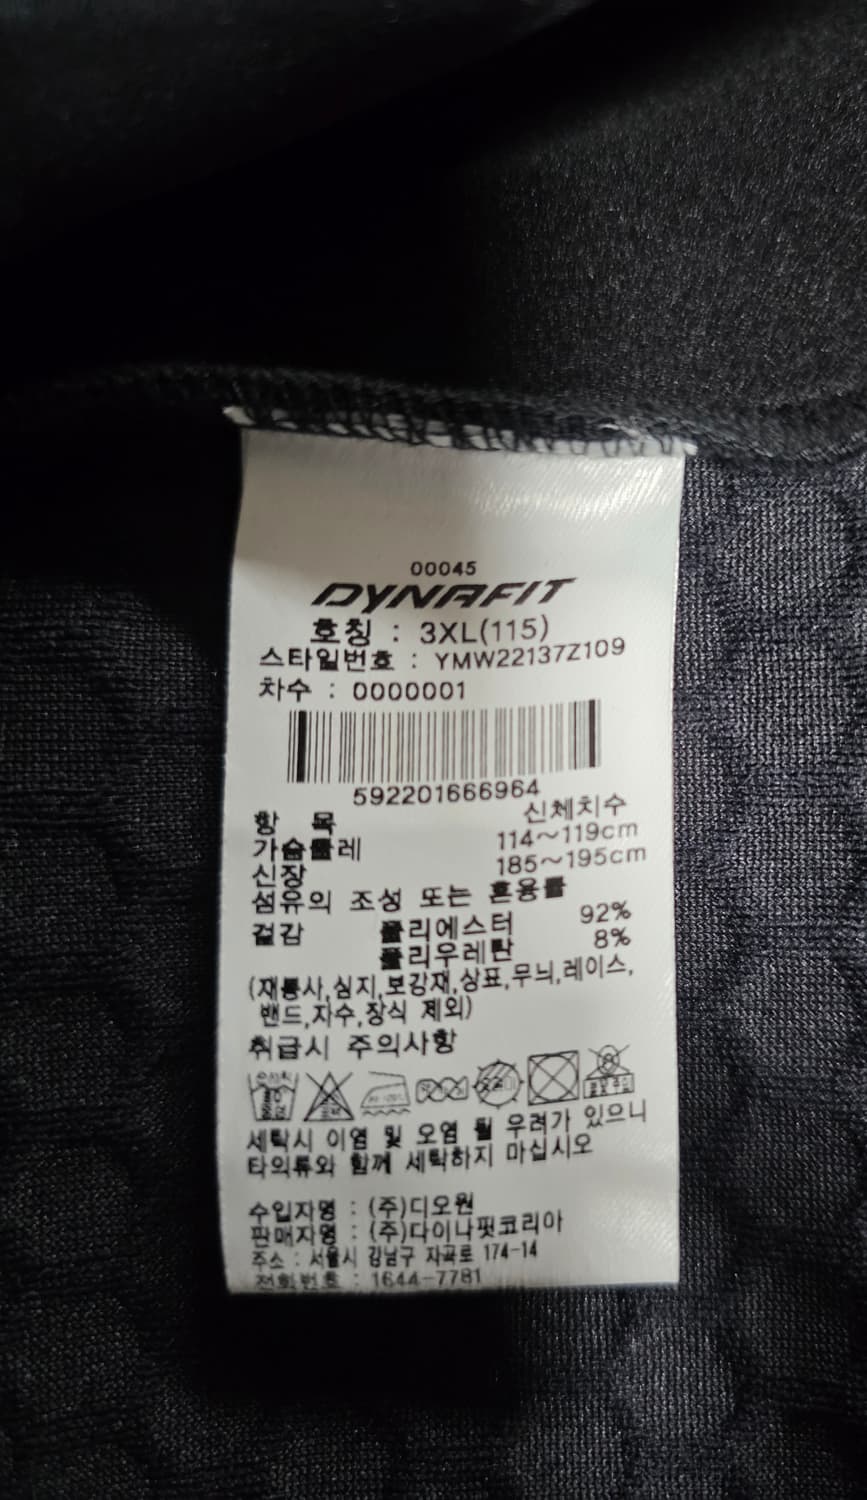 00045
DYNAFIT
호칭 : 3XL(115)
스타일번호 : YMW22137Z109
차수 : 0000001
592201666964
항 목 신체치수
가슴둘레 114~119cm
신장 185~195cm
섬유의 조성 또는 혼용률
겉감 폴리에스터 92%
폴리우레탄 8%
(재봉사,심지,보강재,상표,무늬,레이스,
밴드,자수,장식 제외)
취급시 주의사항
세탁시 이염 및 오염 될 우려가 있으니
타의류와 함께 세탁하지 마십시오
수입자명 : (주)디오원
판매자명 : (주)다이나핏코리아
주소 : 서울시 강남구 자곡로 174-14
전화번호 : 1644-7781